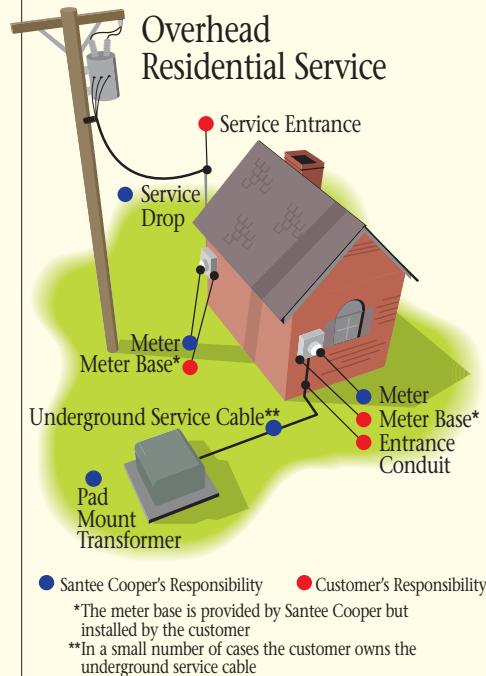 Overhead
Residential Service
Service Entrance
Service
Drop
Meter
Meter Base*
Meter
Meter Base*
Entrance
Conduit
Underground Service Cable**
Pad
Mount
Transformer
Santee Cooper's Responsibility Customer's Responsibility
*The meter base is provided by Santee Cooper but
installed by the customer
**In a small number of cases the customer owns the
underground service cable